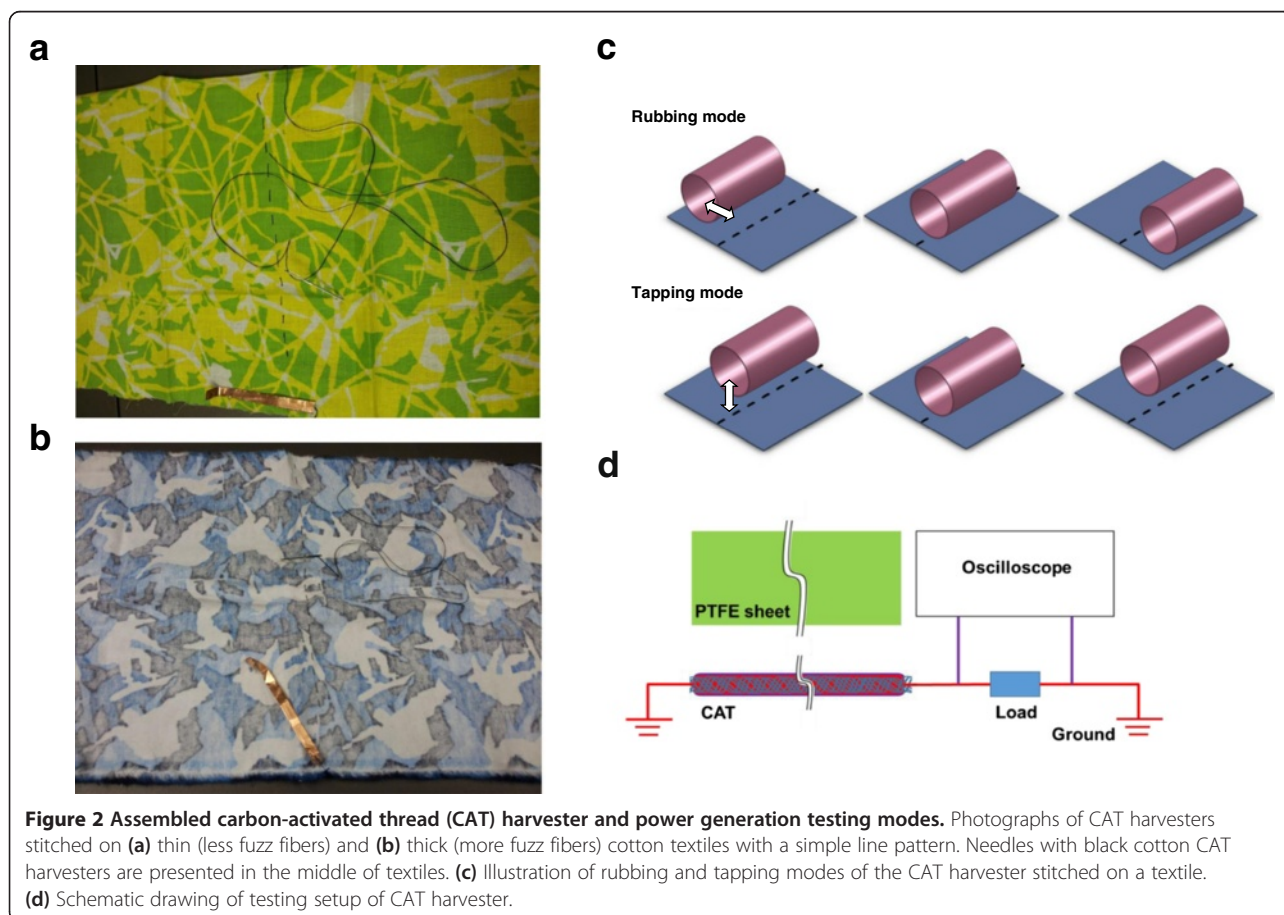 a
c
Rubbing mode
Tapping mode
b
d
Oscilloscope
PTFE sheet
CAT
Load
Ground
Figure 2 Assembled carbon-activated thread (CAT) harvester and power generation testing modes. Photographs of CAT harvesters
stitched on (a) thin (less fuzz fibers) and (b) thick (more fuzz fibers) cotton textiles with a simple line pattern. Needles with black cotton CAT
harvesters are presented in the middle of textiles. (c) Illustration of rubbing and tapping modes of the CAT harvester stitched on a textile.
(d) Schematic drawing of testing setup of CAT harvester.